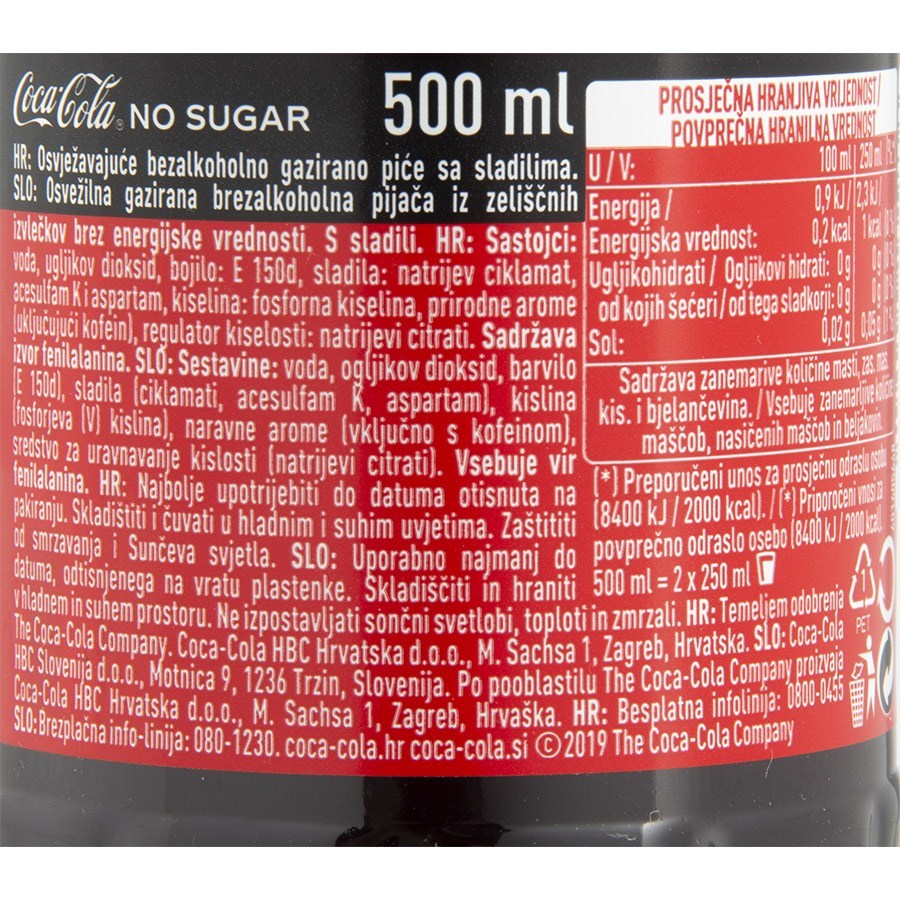 Coca-Cola® NO SUGAR 500 ml
HR: Osvježavajuće bezalkoholno gazirano piće sa sladilima.
SLO: Osvežilna gazirana brezalkoholna pijača iz zeliščnih
izvlečkov brez energijske vrednosti. S sladili. HR: Sastojci:
voda, ugljikov dioksid, bojilo: E 150d, sladila: natrijev ciklamat,
acesulfam K i aspartam, kiselina: fosforna kiselina, prirodne arome
(uključujući kofein), regulator kiselosti: natrijevi citrati. Sadržava
izvor fenilalanina. SLO: Sestavine: voda, ogljikov dioksid, barvilo
(E 150d), sladila (ciklamati, acesulfam K, aspartam), kislina
(fosforjeva (V) kislina), naravne arome (vključno s kofeinom),
sredstvo za uravnavanje kislosti (natrijevi citrati). Vsebuje vir
fenilalanina. HR: Najbolje upotrijebiti do datuma otisnuta na
pakiranju. Skladištiti i čuvati u hladnim i suhim uvjetima. Zaštititi
od smrzavanja i Sunčeva svjetla. SLO: Uporabno najmanj do
datuma, odtisnjenega na vratu plastenke. Skladiščiti in hraniti
v hladnem in suhem prostoru. Ne izpostavljati sončni svetlobi, toploti in zmrzali. HR: Temeljem odobrenja
The Coca-Cola Company. Coca-Cola HBC Hrvatska d.o.o., M. Sachsa 1, Zagreb, Hrvatska. SLO: Coca-Cola
HBC Slovenija d.o.o., Motnica 9, 1236 Trzin, Slovenija. Po pooblastilu The Coca-Cola Company proizvaja
Coca-Cola HBC Hrvatska d.o.o., M. Sachsa 1, Zagreb, Hrvaška. HR: Besplatna infolinija: 0800-0455
SLO: Brezplačna info-linija: 080-1230. coca-cola.hr coca-cola.si © 2019 The Coca-Cola Company
PROSJEČNA HRANJIVA VRIJEDNOST /
POVPREČNA HRANILNA VREDNOST
U / V: 100 ml | 250 ml
Energija / 0,9 kJ / 2,3 kJ /
Energijska vrednost: 0,2 kcal 1 kcal
Ugljikohidrati / Ogljikovi hidrati: 0 g 0 g
od kojih šećeri / od tega sladkorji: 0 g 0 g
Sol: 0,02 g 0,05 g
Sadržava zanemarive količine masti, zas. mas.
kis. i bjelančevina. / Vsebuje zanemarljive količine
maščob, nasičenih maščob in beljakovin.
(*) Preporučeni unos za prosječnu odraslu osobu
(8400 kJ / 2000 kcal). / (*) Priporočeni vnos za
povprečno odraslo osebo (8400 kJ / 2000 kcal).
500 ml = 2 x 250 ml
1
PET